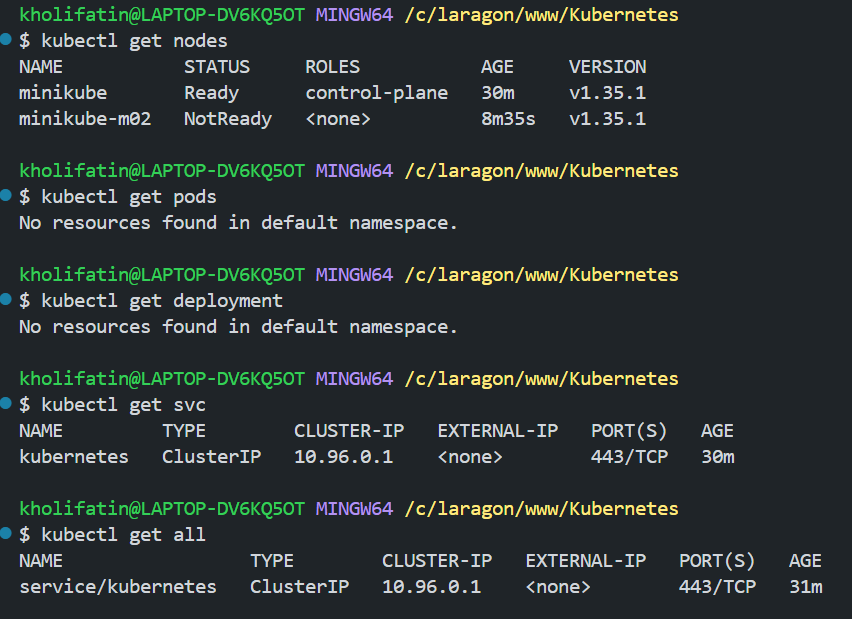 kholifatin@LAPTOP-DV6KQ5OT MINGW64 /c/laragon/www/Kubernetes
$ kubectl get nodes
NAME STATUS ROLES AGE VERSION
minikube Ready control-plane 30m v1.35.1
minikube-m02 NotReady <none> 8m35s v1.35.1
kholifatin@LAPTOP-DV6KQ5OT MINGW64 /c/laragon/www/Kubernetes
$ kubectl get pods
No resources found in default namespace.
kholifatin@LAPTOP-DV6KQ5OT MINGW64 /c/laragon/www/Kubernetes
$ kubectl get deployment
No resources found in default namespace.
kholifatin@LAPTOP-DV6KQ5OT MINGW64 /c/laragon/www/Kubernetes
$ kubectl get svc
NAME TYPE CLUSTER-IP EXTERNAL-IP PORT(S) AGE
kubernetes ClusterIP 10.96.0.1 <none> 443/TCP 30m
kholifatin@LAPTOP-DV6KQ5OT MINGW64 /c/laragon/www/Kubernetes
$ kubectl get all
NAME TYPE CLUSTER-IP EXTERNAL-IP PORT(S) AGE
service/kubernetes ClusterIP 10.96.0.1 <none> 443/TCP 31m